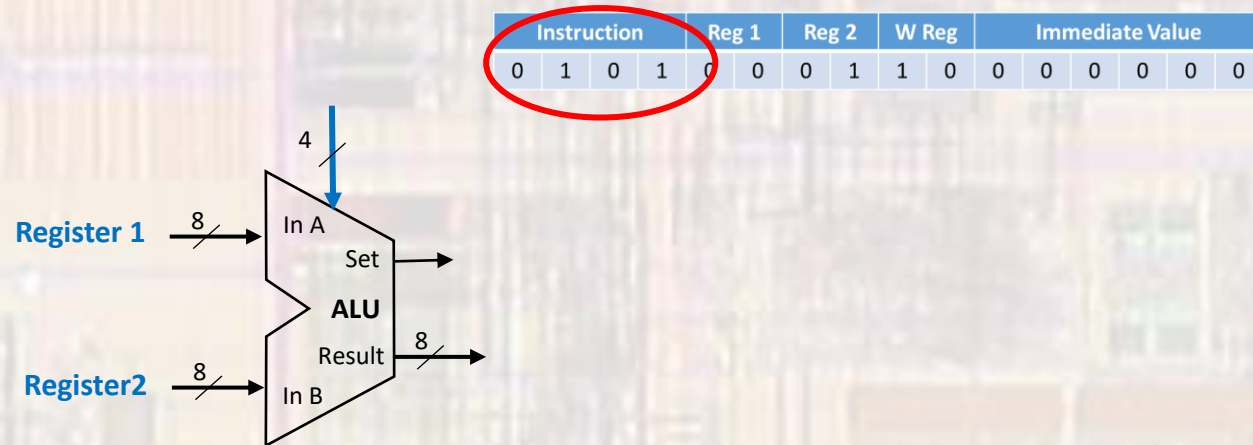 Instruction Reg 1 Reg 2 W Reg Immediate Value
0 1 0 1 0 0 0 1 1 0 0 0 0 0 0 0
4
Register 1 8 In A
Set
ALU
Result 8
Register2 8 In B